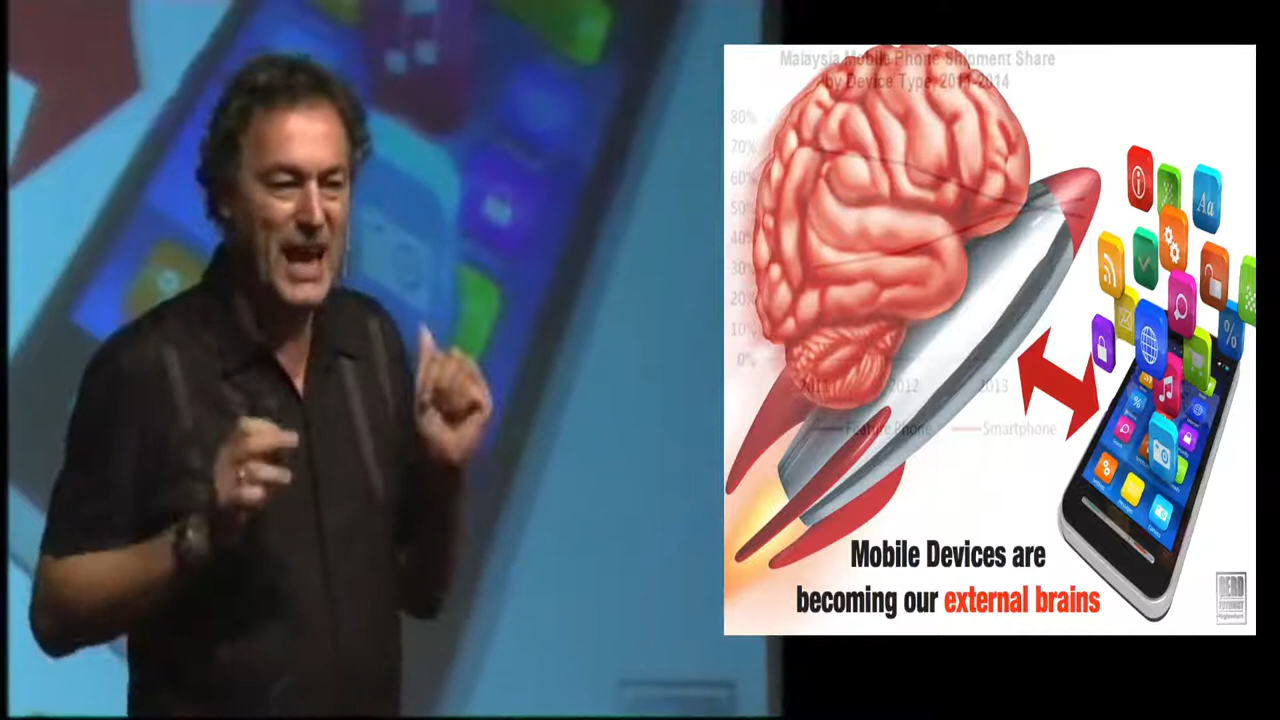 Malaysia Mobile Phone Shipment Share
by Device Type, 2011-2014
80%
70%
60%
50%
40%
30%
20%
10%
0%
2011 2012 2013
Feature Phone Smartphone
Aa
%
%
Mobile Devices are
becoming our external brains